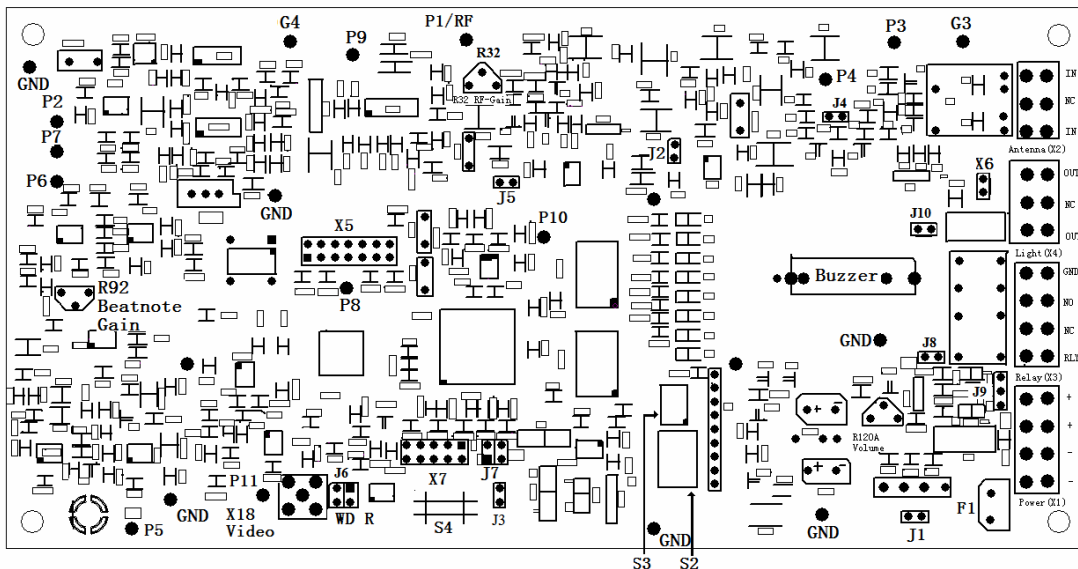 G4
P1/RF
P3
G3
P9
R32
GND
P4
IN
P2
R32 RF-Gain
NC
P7
J4
IN
J2
Antenna(X2)
P6
X6
OUT
J5
GND
NC
P10
J10
X5
OUT
Light(X4)
R92
Beatnote
Gain
P8
Buzzer
GND
NO
GND
NC
J8
RLY
Relay(X3)
J9
+
+
R120A
Volume
-
J6
X7
J7
-
P11
GND
X18
Video
WD R
S4
J3
F1
Power(X1)
P5
GND
GND
J1
S3
S2